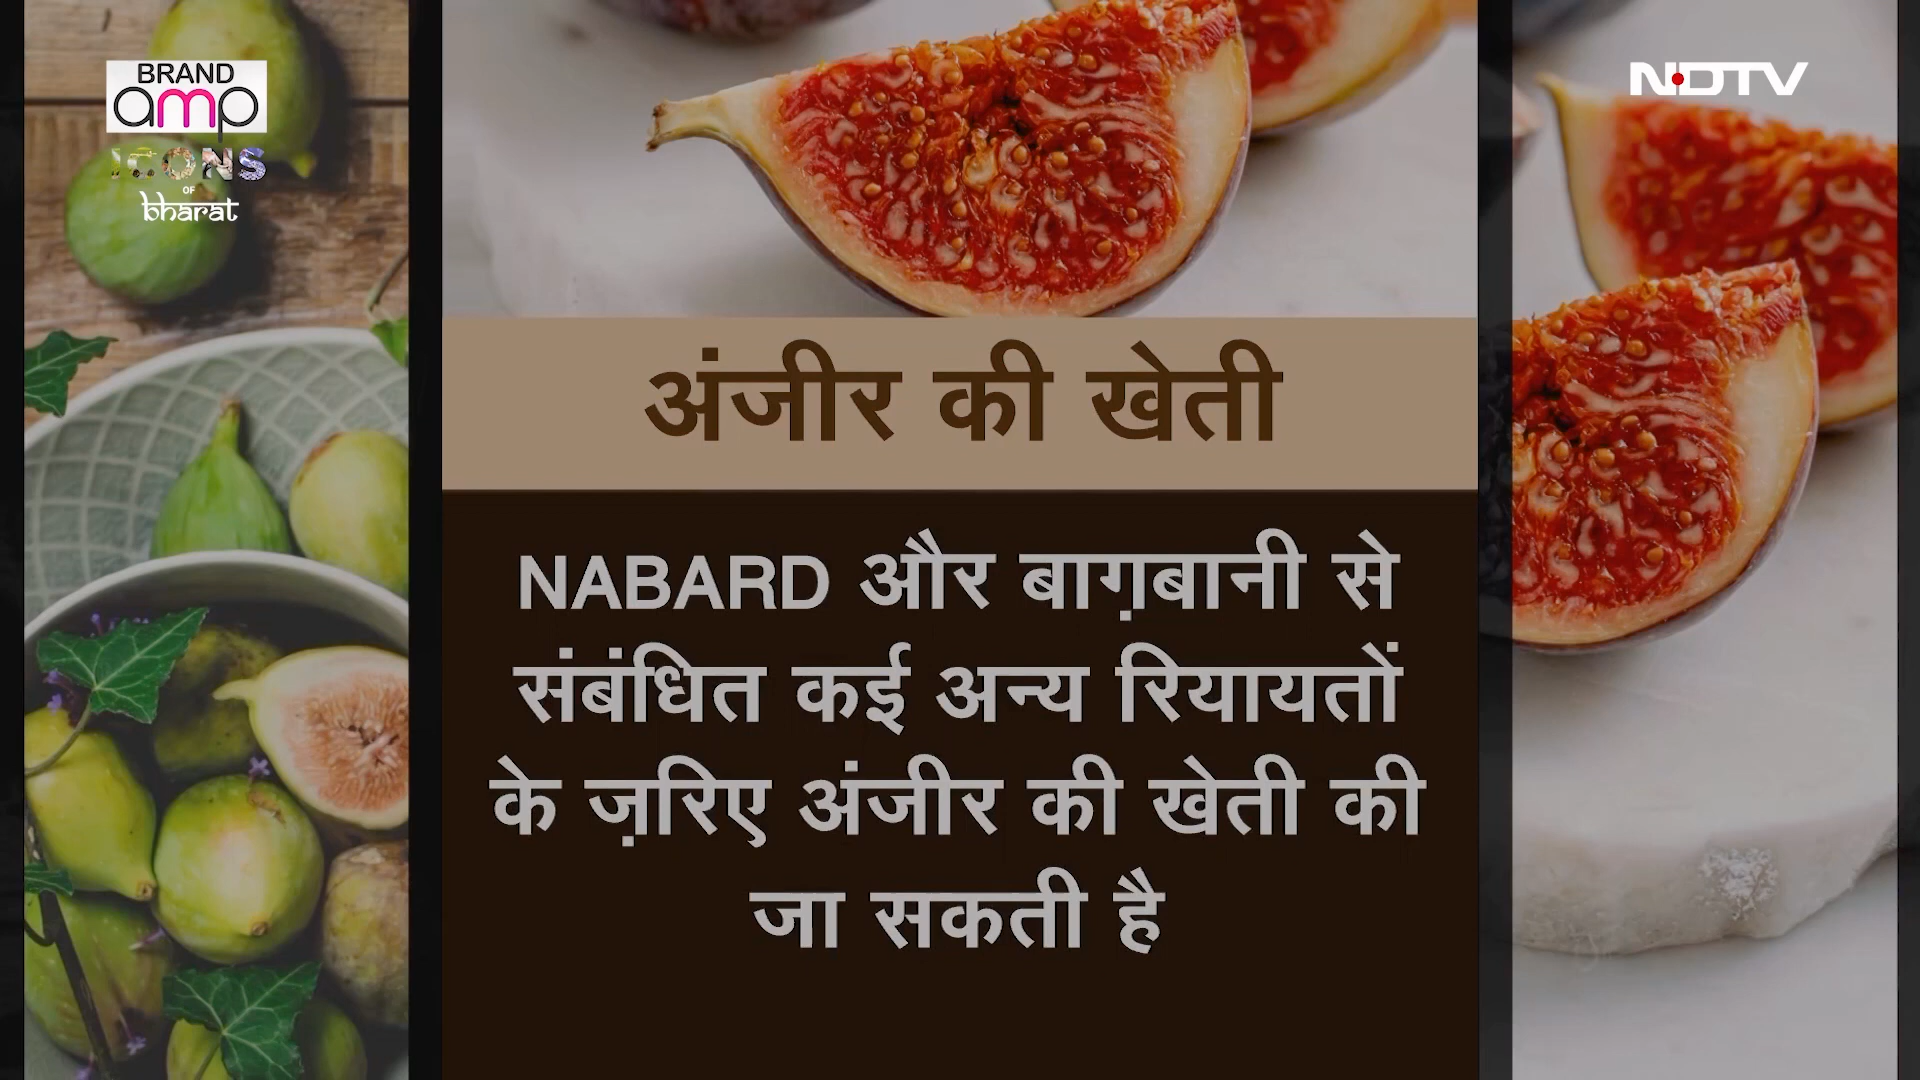 BRAND
amp
ICONS
OF
bharat
NDTV
अंजीर की खेती
NABARD और बाग़बानी से
संबंधित कई अन्य रियायतों
के ज़रिए अंजीर की खेती की
जा सकती है